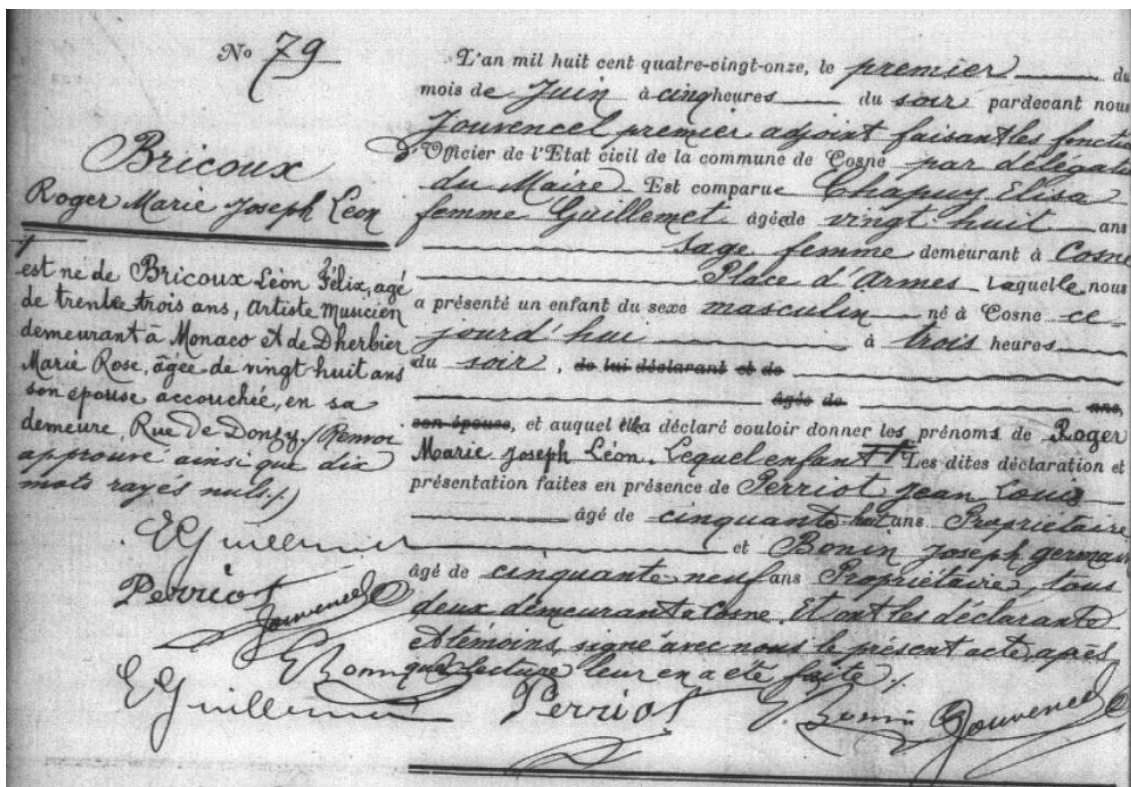 No 79
Bricoux
Roger Marie Joseph Léon
est né de Bricoux Léon Félix, agé
de trente trois ans, Artiste Musicien
demeurant à Monaco et de Dherbier
Marie Rose, âgée de vingt huit ans
son épouse accouchée, en sa
demeure, Rue de Donzy./Renvoi
approuvé ainsi que dix
mots rayés nuls./.)
EGuillemet
Perriot
Jouvencel
Bonin
L'an mil huit cent quatre-vingt-onze, le premier du
mois de Juin à cinq heures du soir pardevant nous
Jouvencel premier adjoint faisant les foncti
d'Officier de l'Etat civil de la commune de Cosne par délégati
du Maire Est comparue Chapuy Elisa
femme Guillemet âgée de vingt huit ans
sage femme demeurant à Cosne
Place d'Armes Laquelle nous
a présenté un enfant du sexe masculin né à Cosne ce
jourd'hui à trois heures
du soir, de lui déclarant et de
âgée de ans,
son épouse, et auquel elle a déclaré vouloir donner les prénoms de Roger
Marie Joseph Léon. Lequel enfant Les dites déclaration et
présentation faites en présence de Perriot Jean Louis
âgé de cinquante huit ans Propriétaire
et Bonin Joseph germain
âgé de cinquante neuf ans Propriétaire, tous
deux demeurant à Cosne. Et ont les déclarante
et témoins, signé avec nous le présent acte, après
que lecture leur en a été faite ./.
EGuillemet Perriot Bonin Jouvencel